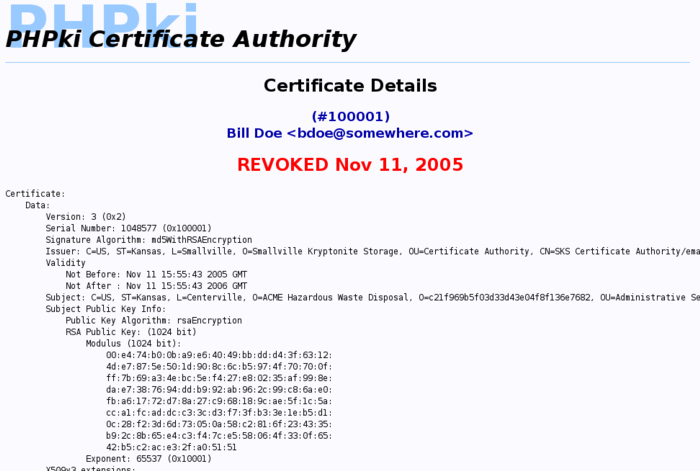 PHPki
PHPki Certificate Authority
Certificate Details
(#100001)
Bill Doe <bdoe@somewhere.com>
REVOKED Nov 11, 2005
Certificate:
Data:
Version: 3 (0x2)
Serial Number: 1048577 (0x100001)
Signature Algorithm: md5WithRSAEncryption
Issuer: C=US, ST=Kansas, L=Smallville, O=Smallville Kryptonite Storage, OU=Certificate Authority, CN=SKS Certificate Authority/ema
Validity
Not Before: Nov 11 15:55:43 2005 GMT
Not After : Nov 11 15:55:43 2006 GMT
Subject: C=US, ST=Kansas, L=Centerville, O=ACME Hazardous Waste Disposal, O=c21f969b5f03d33d43e04f8f136e7682, OU=Administrative Se
Subject Public Key Info:
Public Key Algorithm: rsaEncryption
RSA Public Key: (1024 bit)
Modulus (1024 bit):
00:e4:74:b0:0b:a9:e6:40:49:bb:dd:d4:3f:63:12:
4d:e7:87:5e:50:1d:90:8c:6c:b5:97:4f:70:70:0f:
ff:7b:69:a3:4e:bc:5e:f4:27:e8:02:35:af:99:8e:
da:e7:38:76:94:dd:b9:92:ab:96:2c:99:c8:6a:e0:
fb:a6:17:72:d7:8a:27:c9:68:18:9c:ae:5f:1c:5a:
cc:a1:fc:ad:dc:c3:3c:d3:f7:3f:b3:3e:1e:b5:d1:
0c:28:f2:3d:6d:73:05:0a:58:c2:81:6f:23:43:35:
b9:2c:8b:65:e4:c3:f4:7c:e5:58:06:4f:33:0f:65:
42:b5:c2:ac:e3:2f:a0:51:51
Exponent: 65537 (0x10001)
X509v3 extensions: